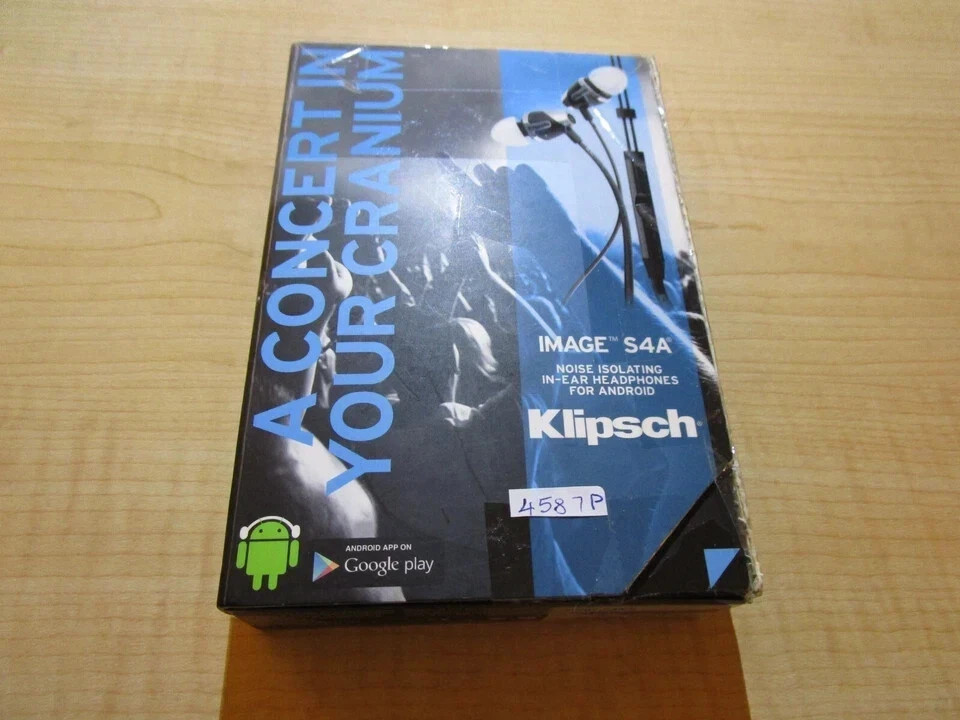 A CONCERT IN
YOUR CRANIUM
IMAGE™ S4A®
NOISE ISOLATING
IN-EAR HEADPHONES
FOR ANDROID
Klipsch®
4587P
ANDROID APP ON
Google play